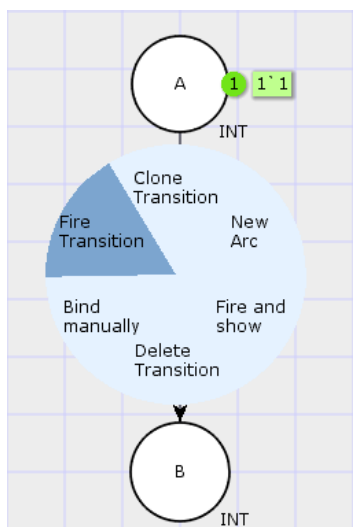 A
1 1`1
INT
Clone
Transition
New
Arc
Fire
Transition
Bind
manually
Fire and
show
Delete
Transition
B
INT